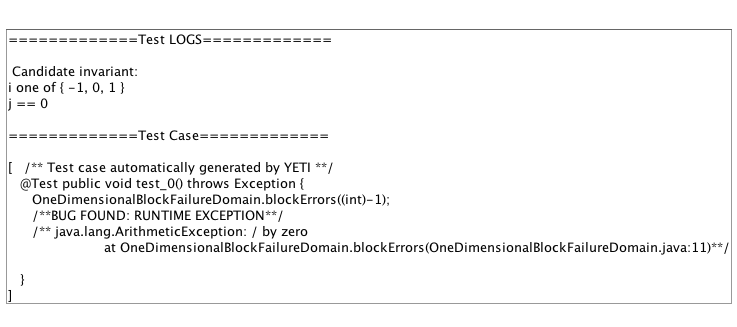 =============Test LOGS=============
Candidate invariant:
i one of { -1, 0, 1 }
j == 0
=============Test Case=============
[   /** Test case automatically generated by YETI **/
@Test public void test_0() throws Exception {
OneDimensionalBlockFailureDomain.blockErrors((int)-1);
/**BUG FOUND: RUNTIME EXCEPTION**/
/** java.lang.ArithmeticException: / by zero
at OneDimensionalBlockFailureDomain.blockErrors(OneDimensionalBlockFailureDomain.java:11)**/
}
]